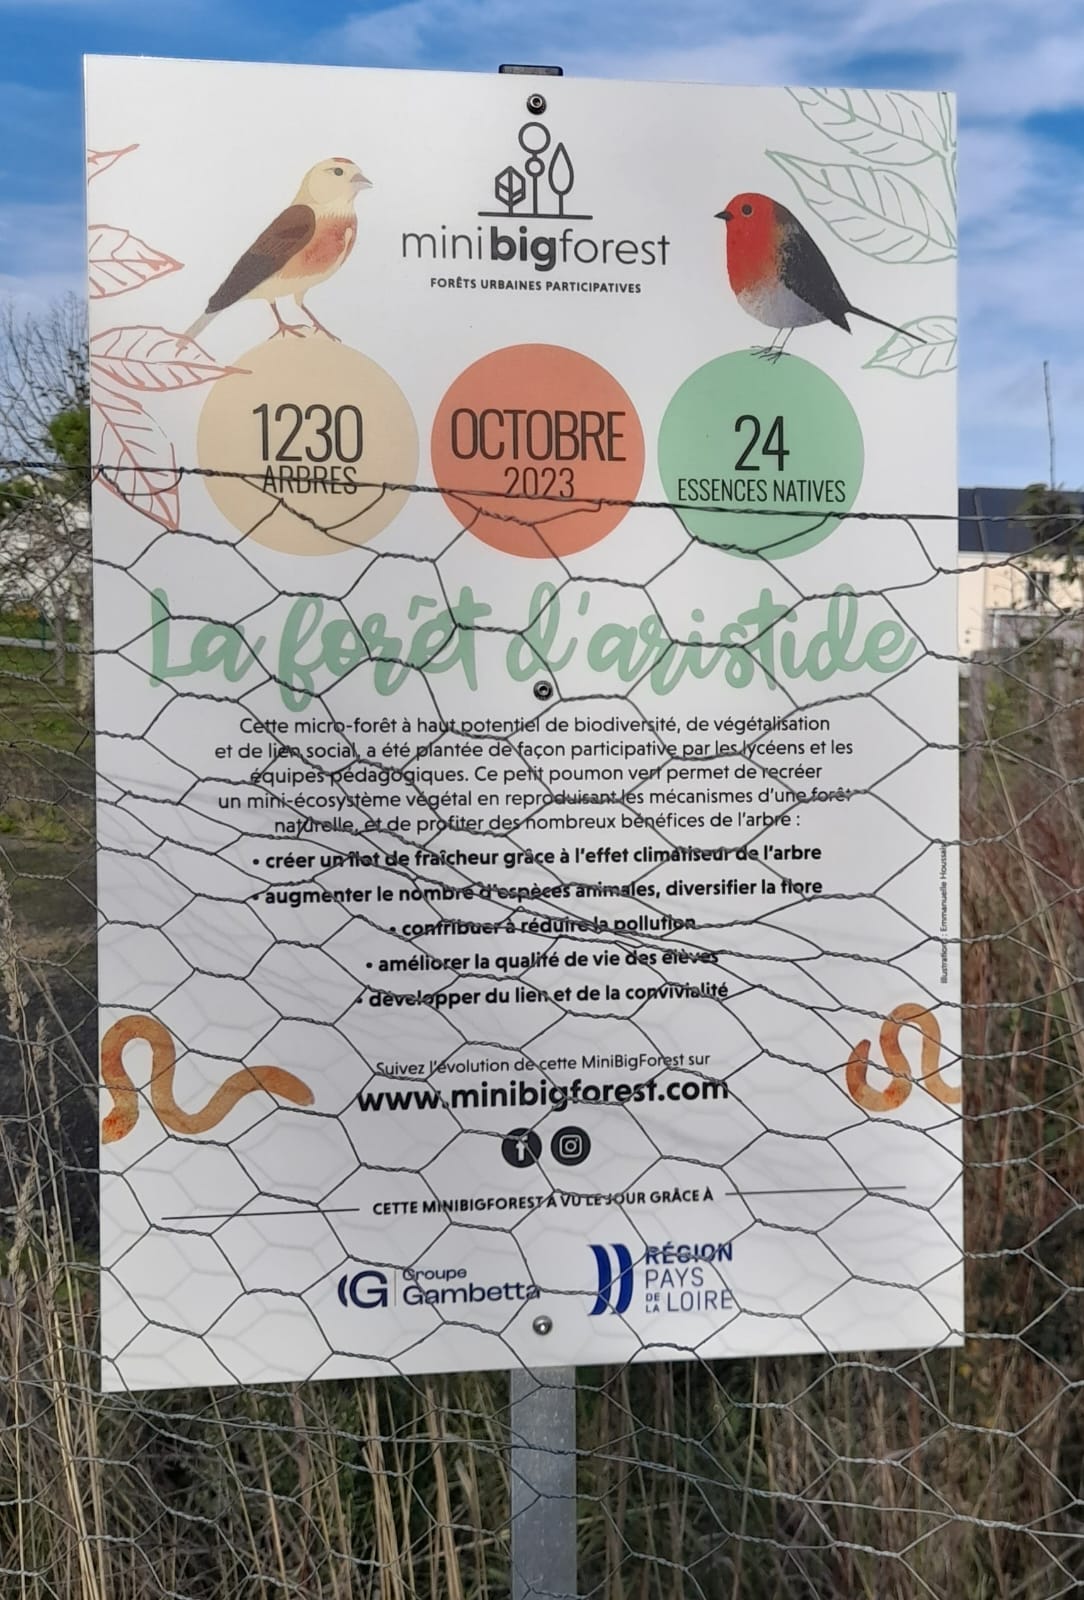 minibigforest
FORÊTS URBAINES PARTICIPATIVES
1230
ARBRES
OCTOBRE
2023
24
ESSENCES NATIVES
La forêt d'aristide
Cette micro-forêt à haut potentiel de biodiversité, de végétalisation
et de lien social, a été plantée de façon participative par les lycéens et les
équipes pédagogiques. Ce petit poumon vert permet de recréer
un mini-écosystème végétal en reproduisant les mécanismes d'une forêt
naturelle, et de profiter des nombreux bénéfices de l'arbre :
• créer un îlot de fraîcheur grâce à l'effet climatiseur de l'arbre
• augmenter le nombre d'espèces animales, diversifier la flore
• contribuer à réduire la pollution
• améliorer la qualité de vie des élèves
• développer du lien et de la convivialité
Illustrations : Emmanuelle Houssais
Suivez l'évolution de cette MiniBigForest sur
www.minibigforest.com
CETTE MINIBIGFOREST A VU LE JOUR GRÂCE À
G Groupe
Gambetta
RÉGION
PAYS
DE LA LOIRE